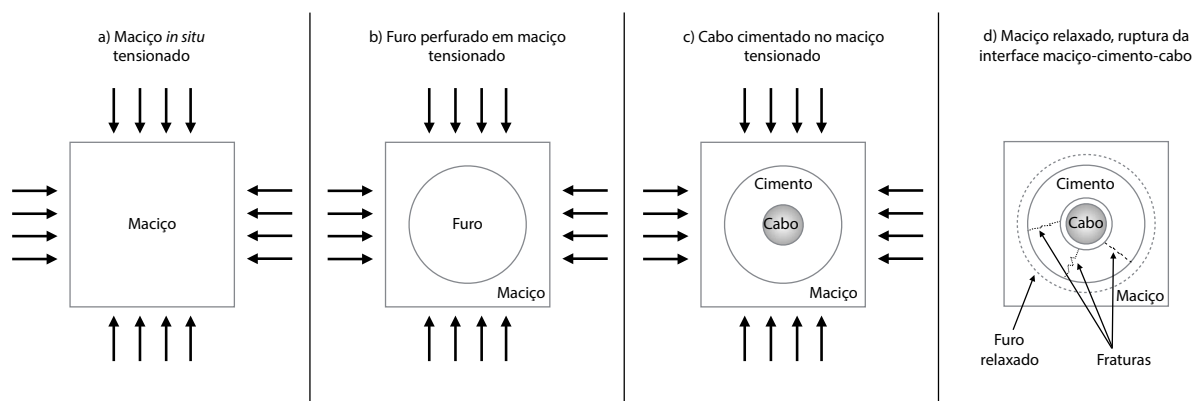 a) Maciço in situ
tensionado
Maciço
b) Furo perfurado em maciço
tensionado
Furo
Maciço
c) Cabo cimentado no maciço
tensionado
Cimento
Cabo
Maciço
d) Maciço relaxado, ruptura da
interface maciço-cimento-cabo
Cimento
Cabo
Maciço
Furo
relaxado
Fraturas